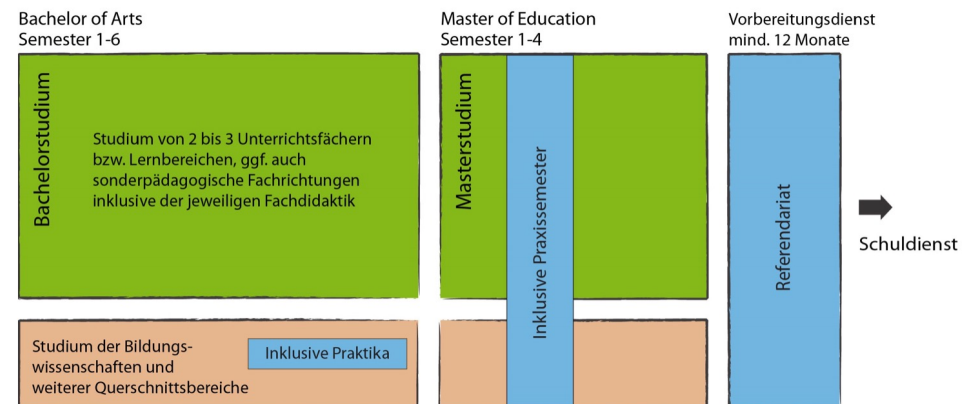 Bachelor of Arts
Semester 1-6
Master of Education
Semester 1-4
Vorbereitungsdienst
mind. 12 Monate
Bachelorstudium
Studium von 2 bis 3 Unterrichtsfächern
bzw. Lernbereichen, ggf. auch
sonderpädagogische Fachrichtungen
inklusive der jeweiligen Fachdidaktik
Masterstudium
Inklusive Praxissemester
Referendariat
Schuldienst
Studium der Bildungs-
wissenschaften und
weiterer Querschnittsbereiche
Inklusive Praktika